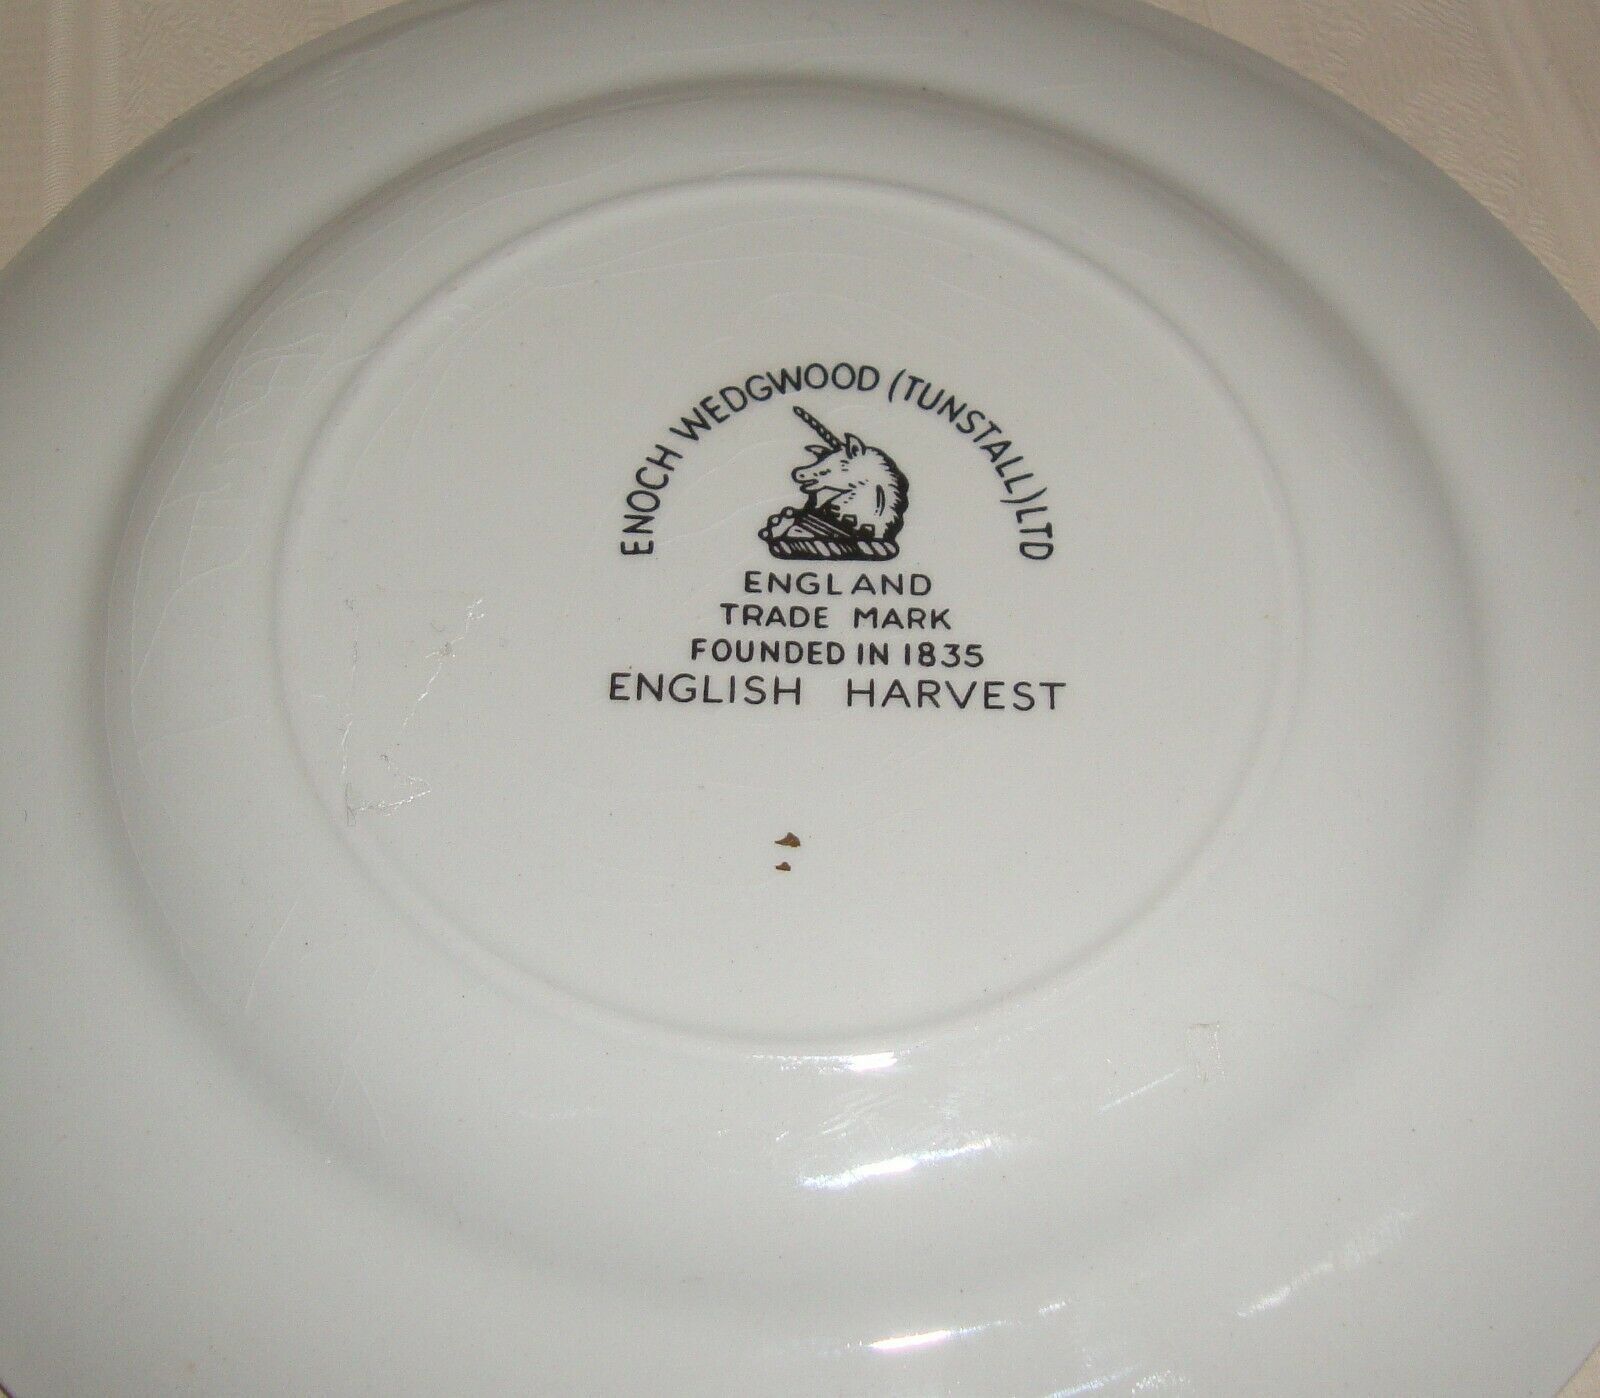 ENOCH WEDGWOOD (TUNSTALL) LTD
ENGLAND
TRADE MARK
FOUNDED IN 1835
ENGLISH HARVEST